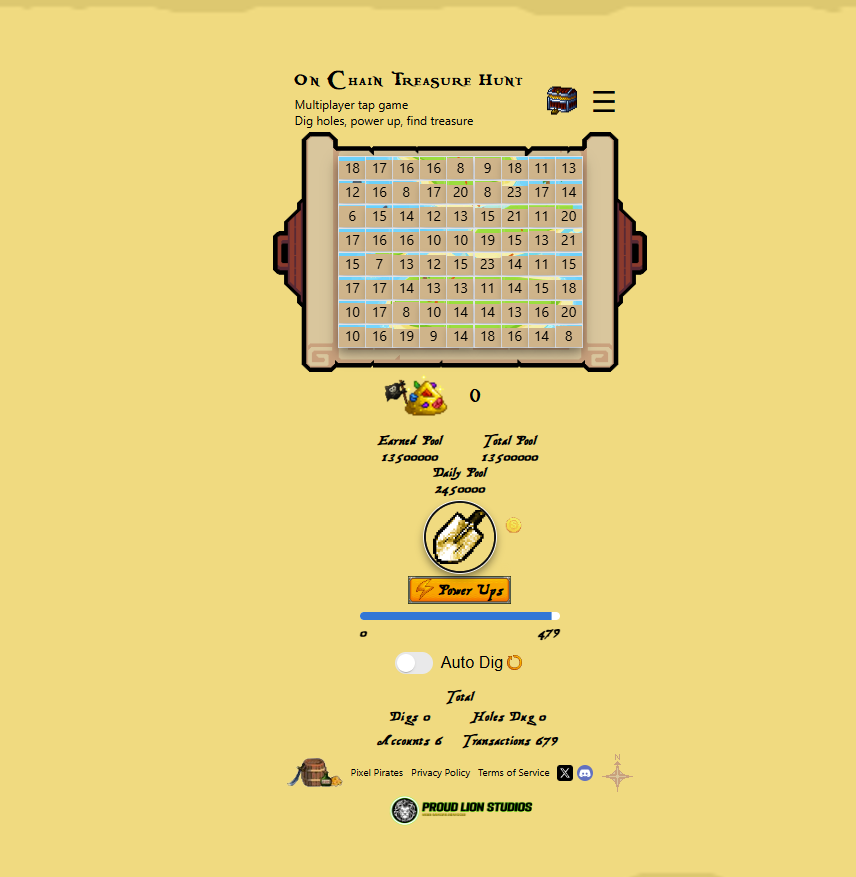 On Chain Treasure Hunt
Multiplayer tap game
Dig holes, power up, find treasure
18 17 16 16 8 9 18 11 13
12 16 8 17 20 8 23 17 14
6 15 14 12 13 15 21 11 20
17 16 16 10 10 19 15 13 21
15 7 13 12 15 23 14 11 15
17 17 14 13 13 11 14 15 18
10 17 8 10 14 14 13 16 20
10 16 19 9 14 18 16 14 8
0
Earned Pool Total Pool
13500000 13500000
Daily Pool
2450000
Power Ups
0 479
Auto Dig
Total
Digs 0 Holes Dug 0
Accounts 6 Transactions 679
Pixel Pirates Privacy Policy Terms of Service X
N
PROUD LION STUDIOS